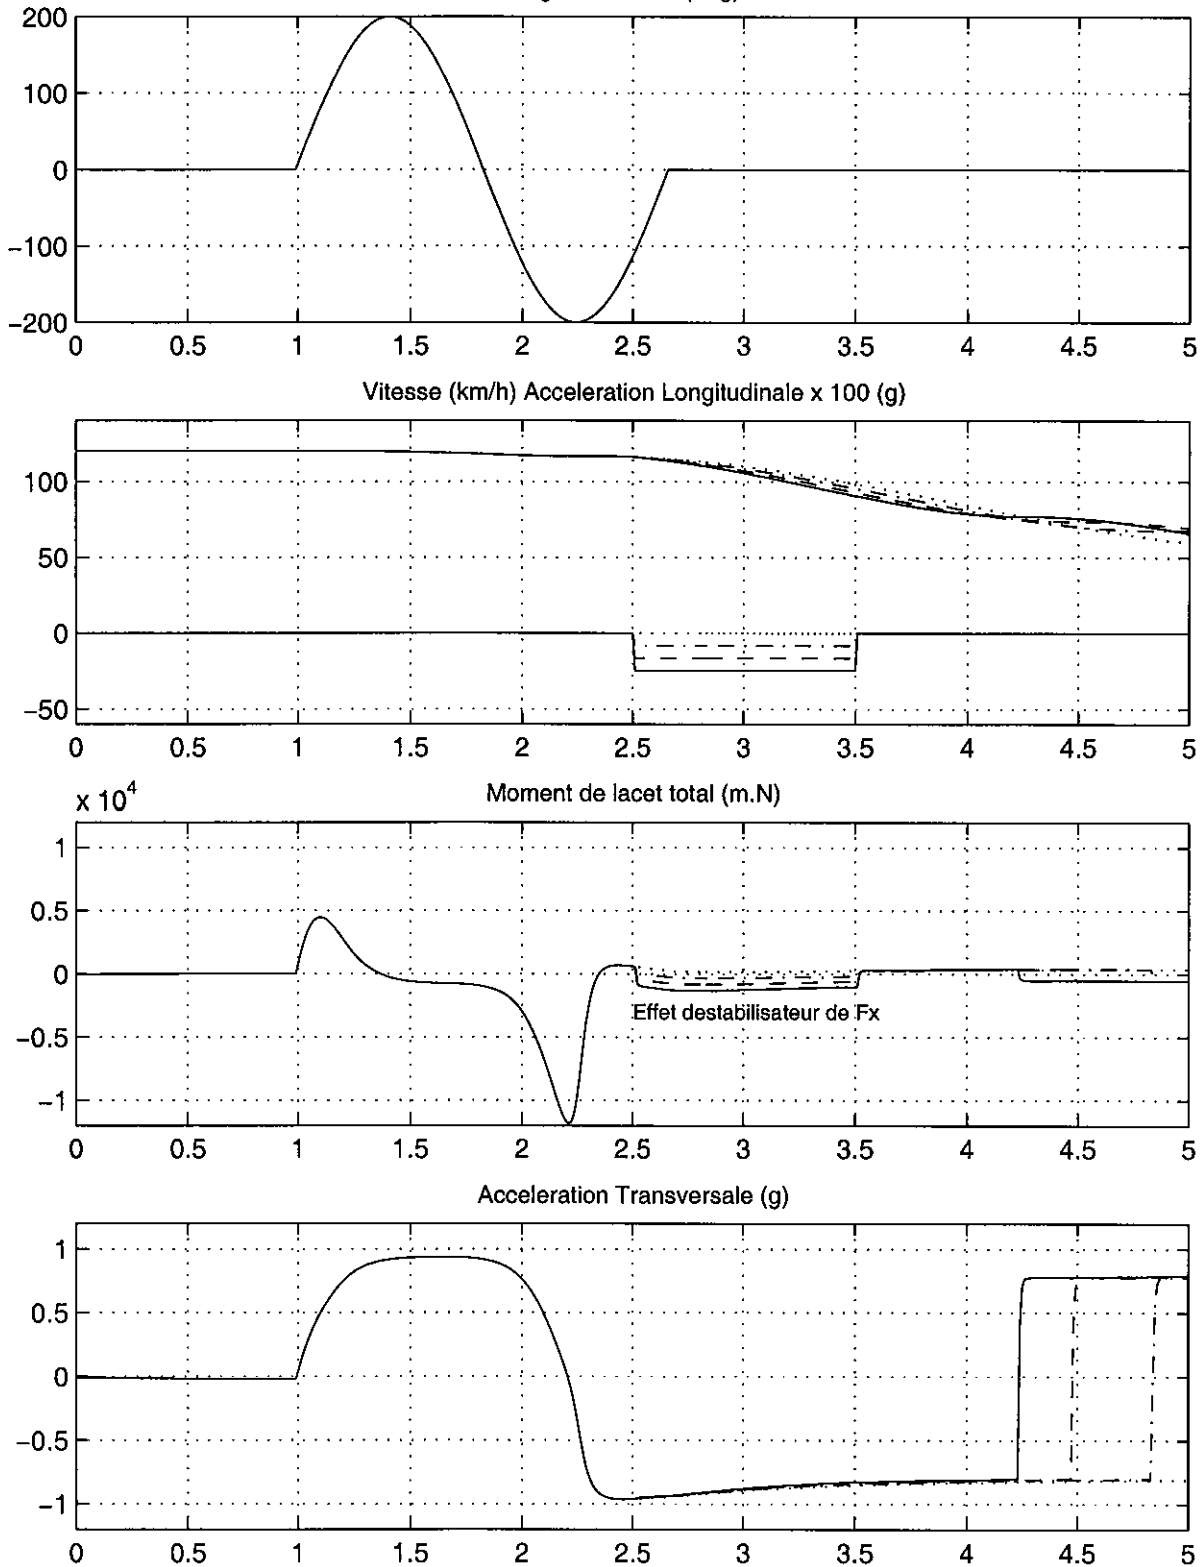 200
100
0
−100
−200
0 0.5 1 1.5 2 2.5 3 3.5 4 4.5 5
Vitesse (km/h) Acceleration Longitudinale x 100 (g)
100
50
0
−50
0 0.5 1 1.5 2 2.5 3 3.5 4 4.5 5
x 10^4
Moment de lacet total (m.N)
1
0.5
0
−0.5
−1
Effet destabilisateur de Fx
0 0.5 1 1.5 2 2.5 3 3.5 4 4.5 5
Acceleration Transversale (g)
1
0.5
0
−0.5
−1
0 0.5 1 1.5 2 2.5 3 3.5 4 4.5 5